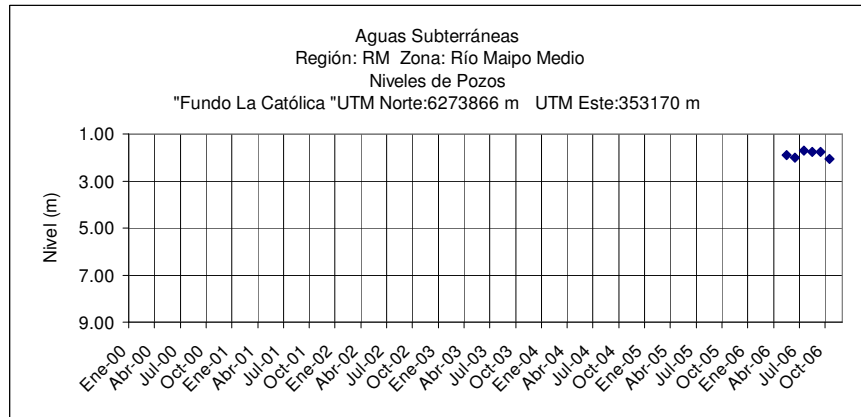 Aguas Subterráneas
Región: RM  Zona: Río Maipo Medio
Niveles de Pozos
"Fundo La Católica "UTM Norte:6273866 m   UTM Este:353170 m
Nivel (m)
1.00
3.00
5.00
7.00
9.00
Ene-00
Abr-00
Jul-00
Oct-00
Ene-01
Abr-01
Jul-01
Oct-01
Ene-02
Abr-02
Jul-02
Oct-02
Ene-03
Abr-03
Jul-03
Oct-03
Ene-04
Abr-04
Jul-04
Oct-04
Ene-05
Abr-05
Jul-05
Oct-05
Ene-06
Abr-06
Jul-06
Oct-06